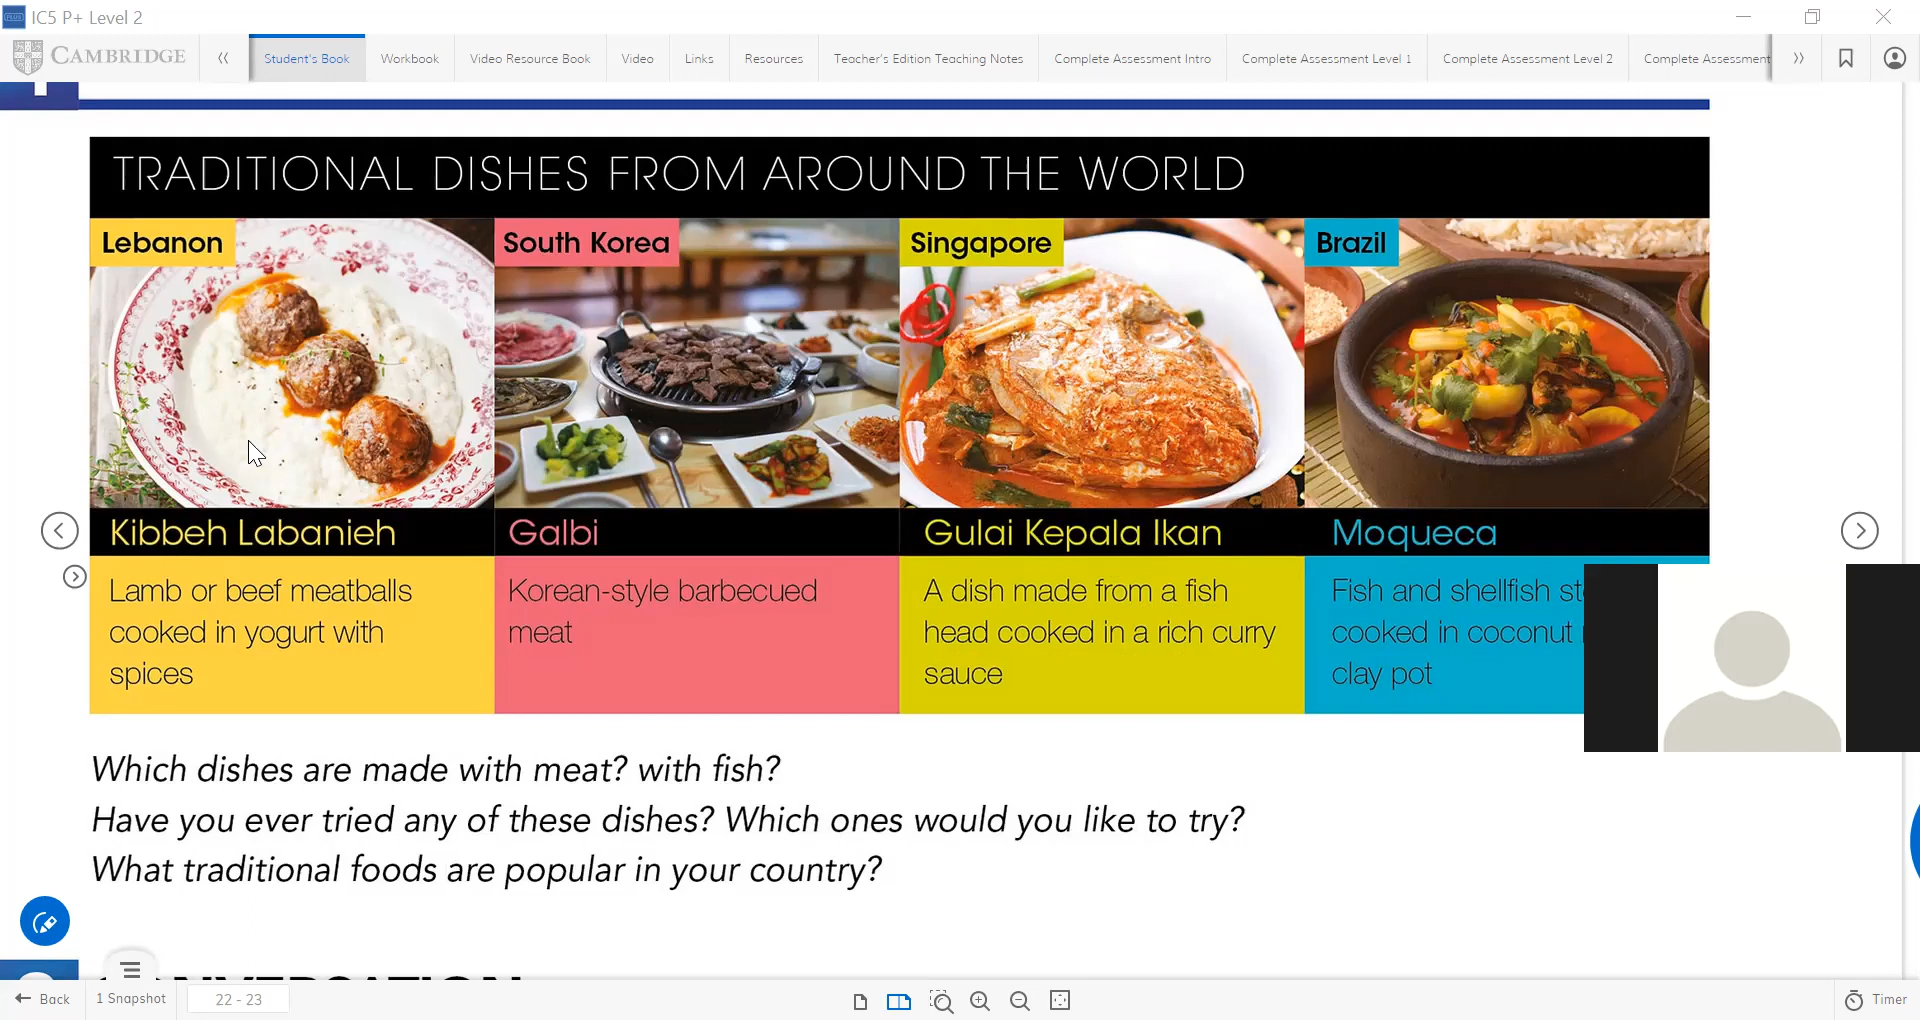 IC5 P+ Level 2
CAMBRIDGE
Student's Book
Workbook
Video Resource Book
Video
Links
Resources
Teacher's Edition Teaching Notes
Complete Assessment Intro
Complete Assessment Level 1
Complete Assessment Level 2
Complete Assessment
TRADITIONAL DISHES FROM AROUND THE WORLD
Lebanon
Kibbeh Labanieh
Lamb or beef meatballs
cooked in yogurt with
spices
South Korea
Galbi
Korean-style barbecued
meat
Singapore
Gulai Kepala Ikan
A dish made from a fish
head cooked in a rich curry
sauce
Brazil
Moqueca
Fish and shellfish
cooked in coconut
clay pot
Which dishes are made with meat? with fish?
Have you ever tried any of these dishes? Which ones would you like to try?
What traditional foods are popular in your country?
Back
1 Snapshot
22 - 23
Timer